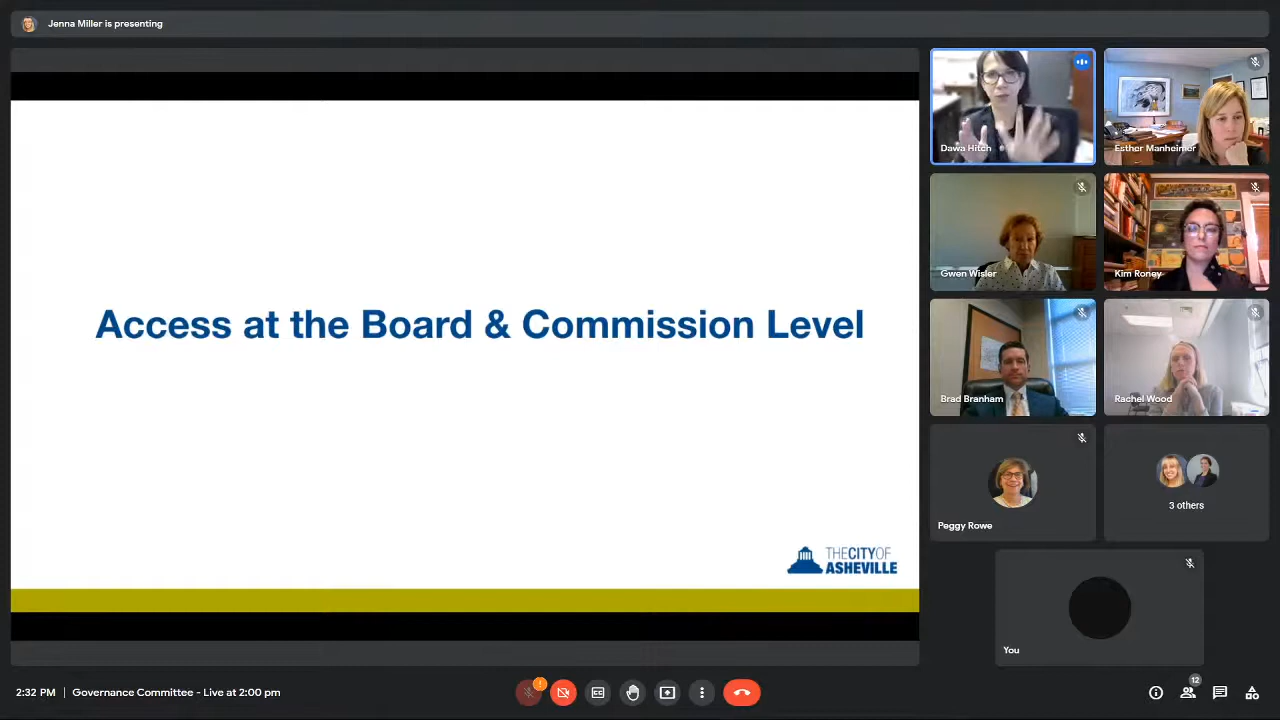 Jenna Miller is presenting
Access at the Board & Commission Level
THE CITY OF
ASHEVILLE
Dawa Hitch
Esther Manheimer
Gwen Wisler
Kim Roney
Brad Branham
Rachel Wood
Peggy Rowe
3 others
You
2:32 PM | Governance Committee - Live at 2:00 pm
!
CC
12